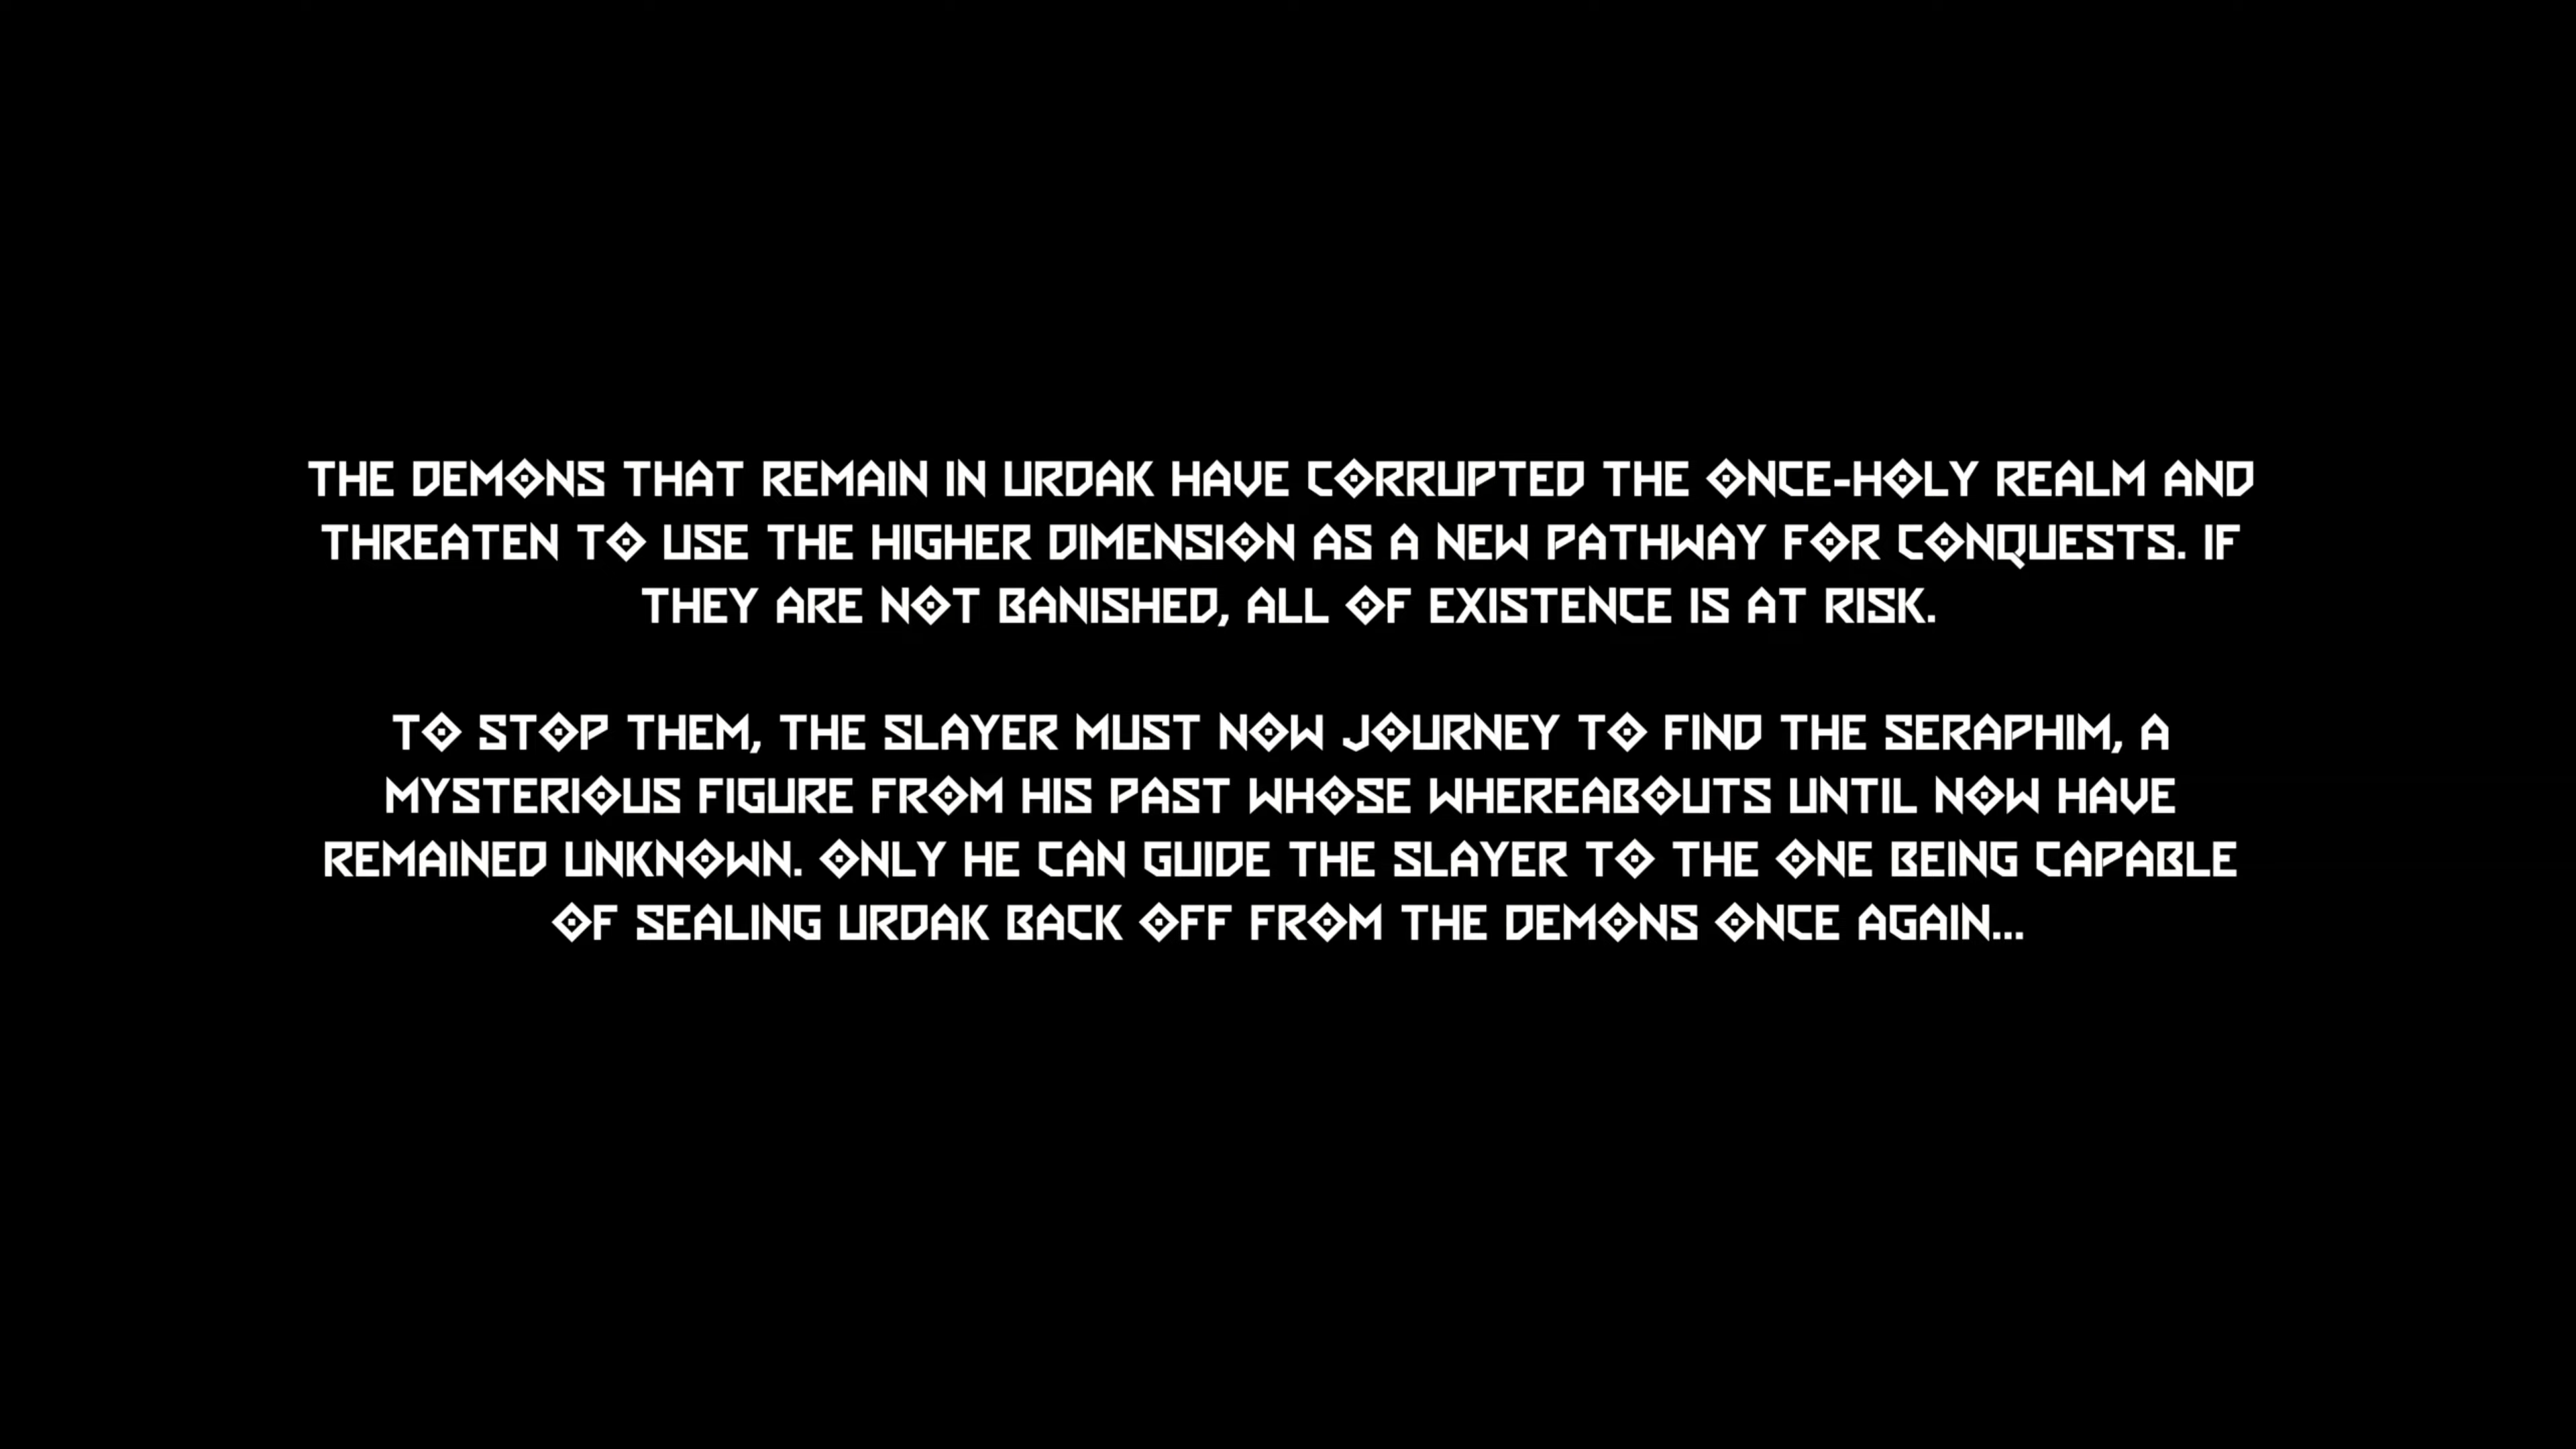 THE DEMONS THAT REMAIN IN URDAK HAVE CORRUPTED THE ONCE-HOLY REALM AND
THREATEN TO USE THE HIGHER DIMENSION AS A NEW PATHWAY FOR CONQUESTS. IF
THEY ARE NOT BANISHED, ALL OF EXISTENCE IS AT RISK.
TO STOP THEM, THE SLAYER MUST NOW JOURNEY TO FIND THE SERAPHIM, A
MYSTERIOUS FIGURE FROM HIS PAST WHOSE WHEREABOUTS UNTIL NOW HAVE
REMAINED UNKNOWN. ONLY HE CAN GUIDE THE SLAYER TO THE ONE BEING CAPABLE
OF SEALING URDAK BACK OFF FROM THE DEMONS ONCE AGAIN...